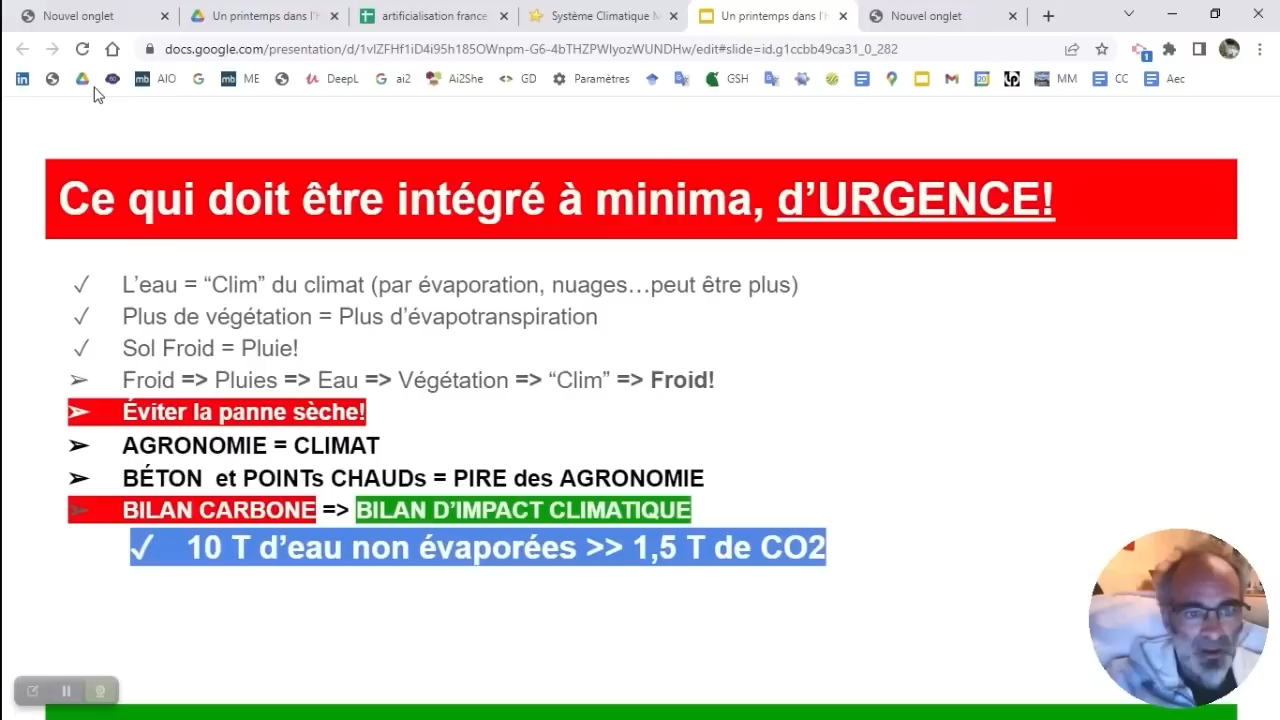 Nouvel onglet
Un printemps dans l'h
artificialisation france
Système Climatique M
Un printemps dans l'h
Nouvel onglet
docs.google.com/presentation/d/1vlZFHf1iD4i95h185OWnpm-G6-4bTHZPWlyozWUNDHw/edit#slide=id.g1ccbb49ca31_0_282
1
AIO
ME
DeepL
ai2
Ai2She
GD
Paramètres
GSH
MM
CC
Aec
Ce qui doit être intégré à minima, d’URGENCE!
✓ L’eau = “Clim” du climat (par évaporation, nuages…peut être plus)
✓ Plus de végétation = Plus d’évapotranspiration
✓ Sol Froid = Pluie!
➢ Froid => Pluies => Eau => Végétation => “Clim” => Froid!
➢ Éviter la panne sèche!
➢ AGRONOMIE = CLIMAT
➢ BÉTON et POINTs CHAUDs = PIRE des AGRONOMIE
➢ BILAN CARBONE => BILAN D’IMPACT CLIMATIQUE
✓ 10 T d’eau non évaporées >> 1,5 T de CO2